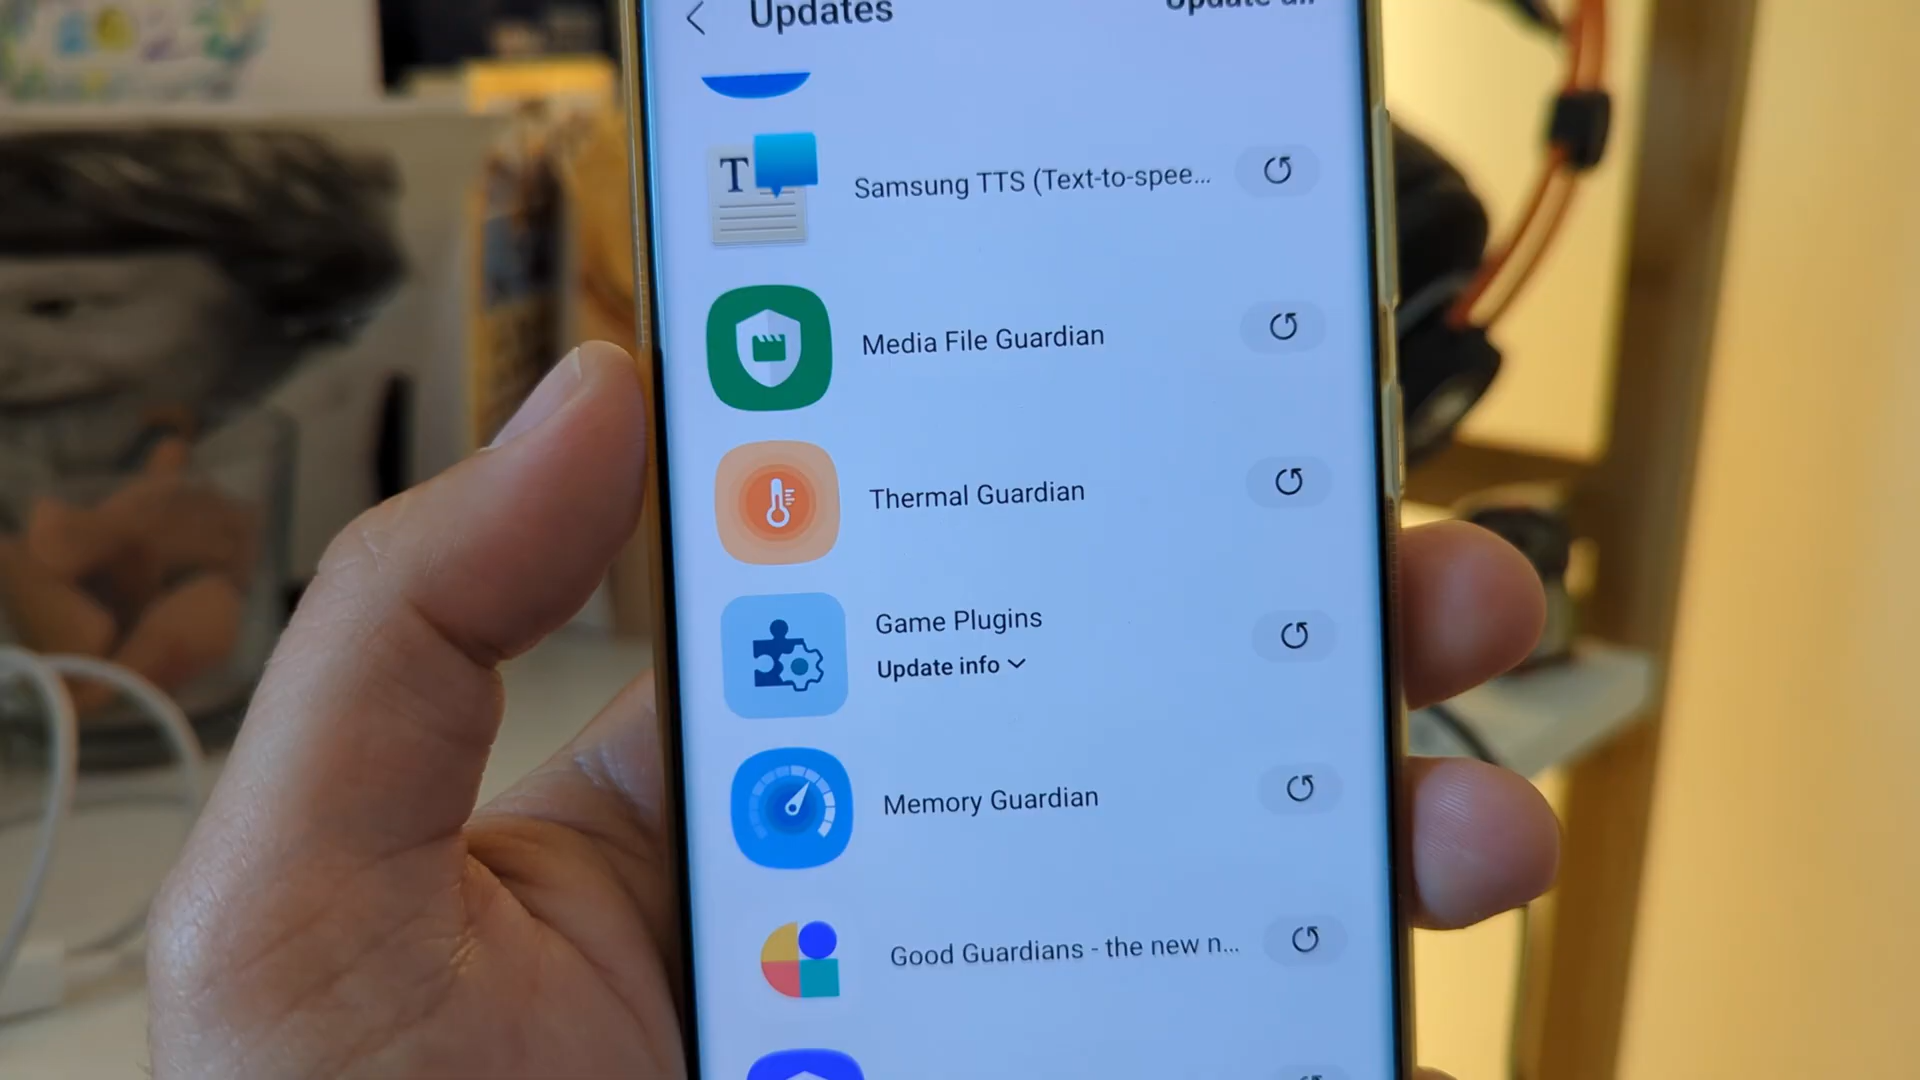 Updates
Update all
T
Samsung TTS (Text-to-spee...
Media File Guardian
Thermal Guardian
Game Plugins
Update info
Memory Guardian
Good Guardians - the new n...